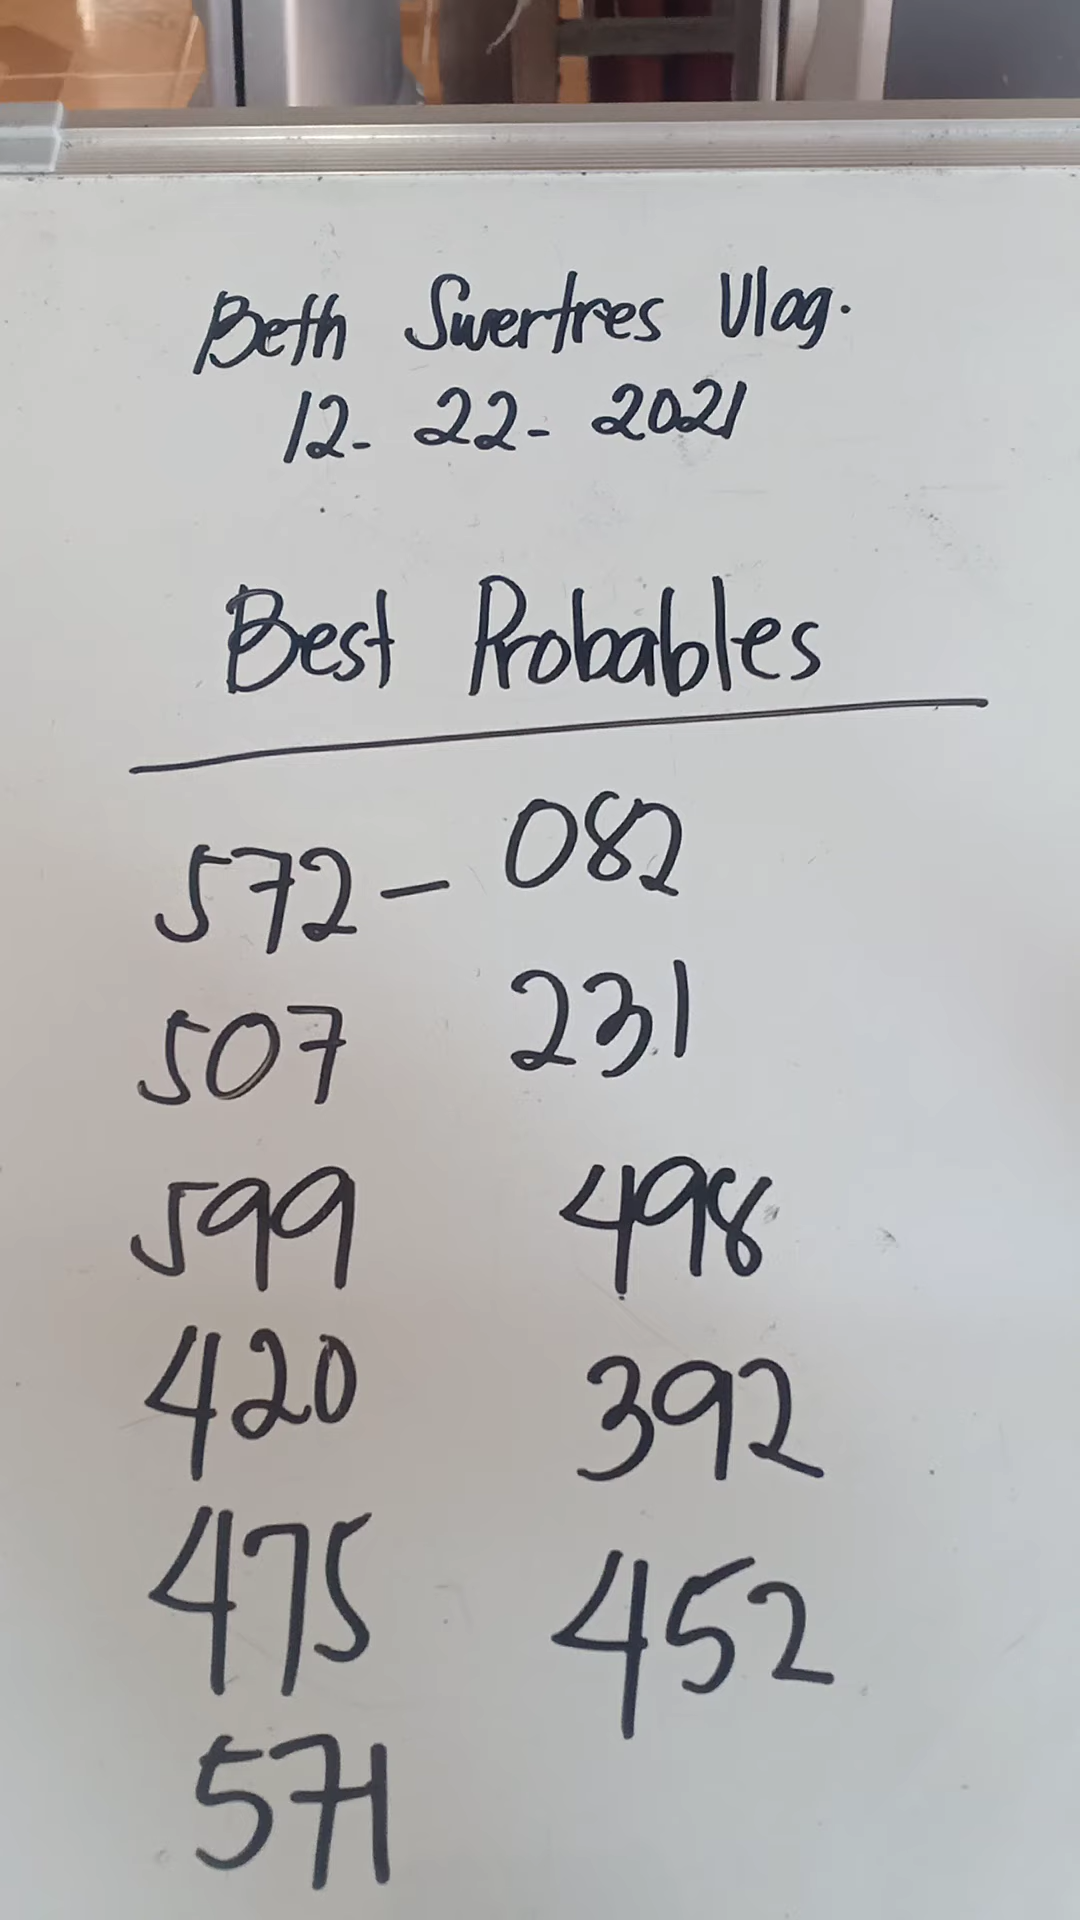 Beth Swertres Vlog.
12- 22- 2021
Best Probables
572 - 082
507 231
599 498
420 392
475 452
571